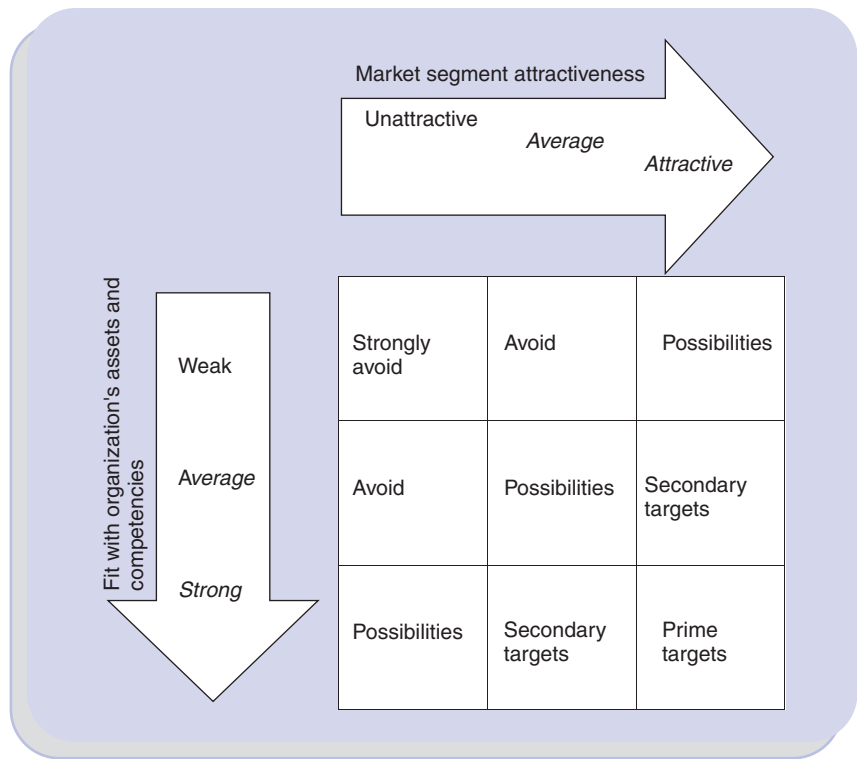 Market segment attractiveness
Unattractive
Average
Attractive
Fit with organization's assets and
competencies
Weak
Average
Strong
Strongly
avoid
Avoid
Possibilities
Avoid
Possibilities
Secondary
targets
Possibilities
Secondary
targets
Prime
targets